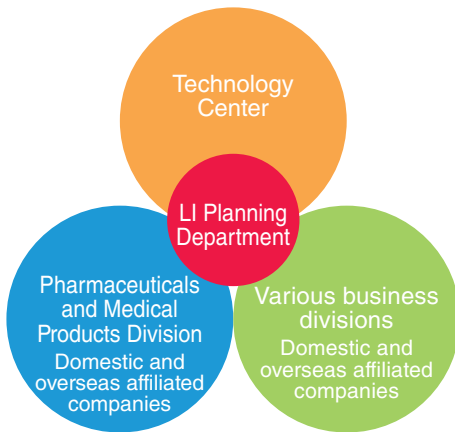 Technology
Center
LI Planning
Department
Pharmaceuticals
and Medical
Products Division
Domestic and
overseas affiliated
companies
Various business
divisions
Domestic and
overseas affiliated
companies